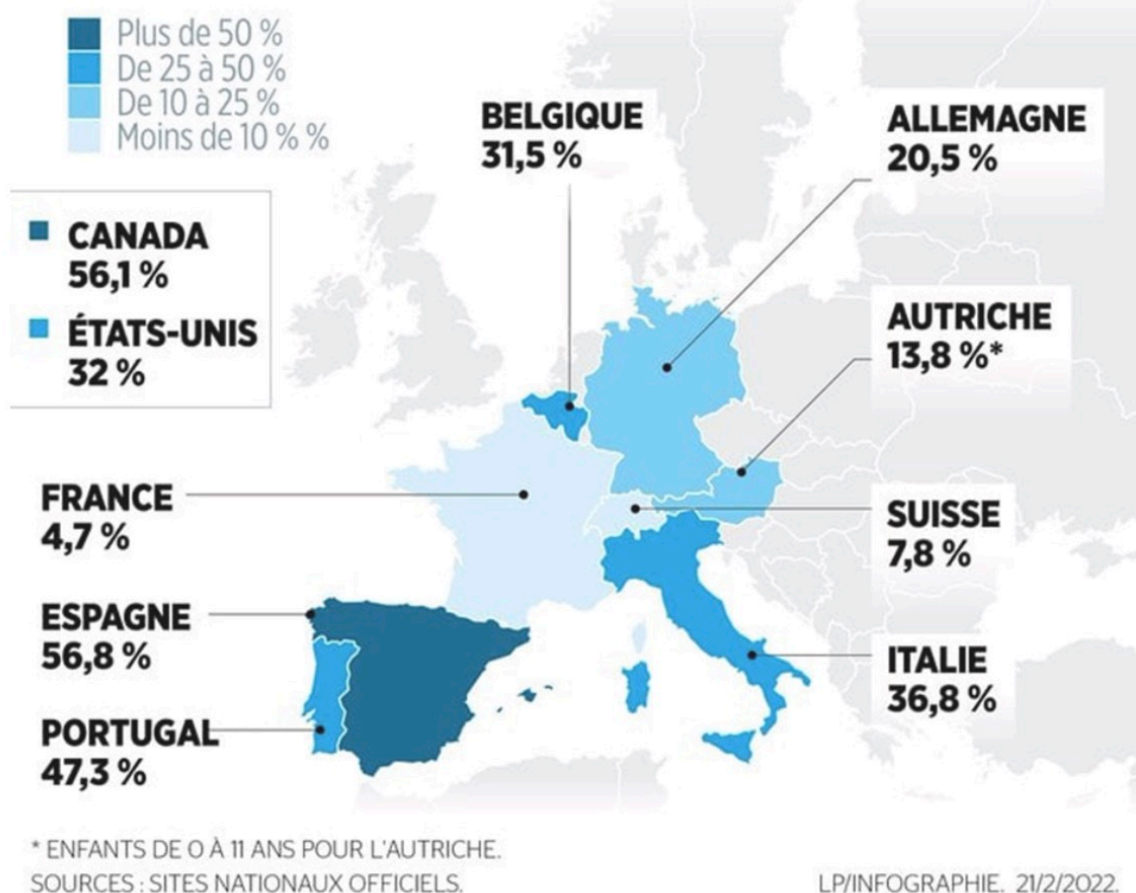 Plus de 50 %
De 25 à 50 %
De 10 à 25 %
Moins de 10 % %
CANADA
56,1 %
ÉTATS-UNIS
32 %
BELGIQUE
31,5 %
ALLEMAGNE
20,5 %
AUTRICHE
13,8 %*
FRANCE
4,7 %
SUISSE
7,8 %
ESPAGNE
56,8 %
ITALIE
36,8 %
PORTUGAL
47,3 %
* ENFANTS DE 0 À 11 ANS POUR L'AUTRICHE.
SOURCES : SITES NATIONAUX OFFICIELS.
LP/INFOGRAPHIE. 21/2/2022.